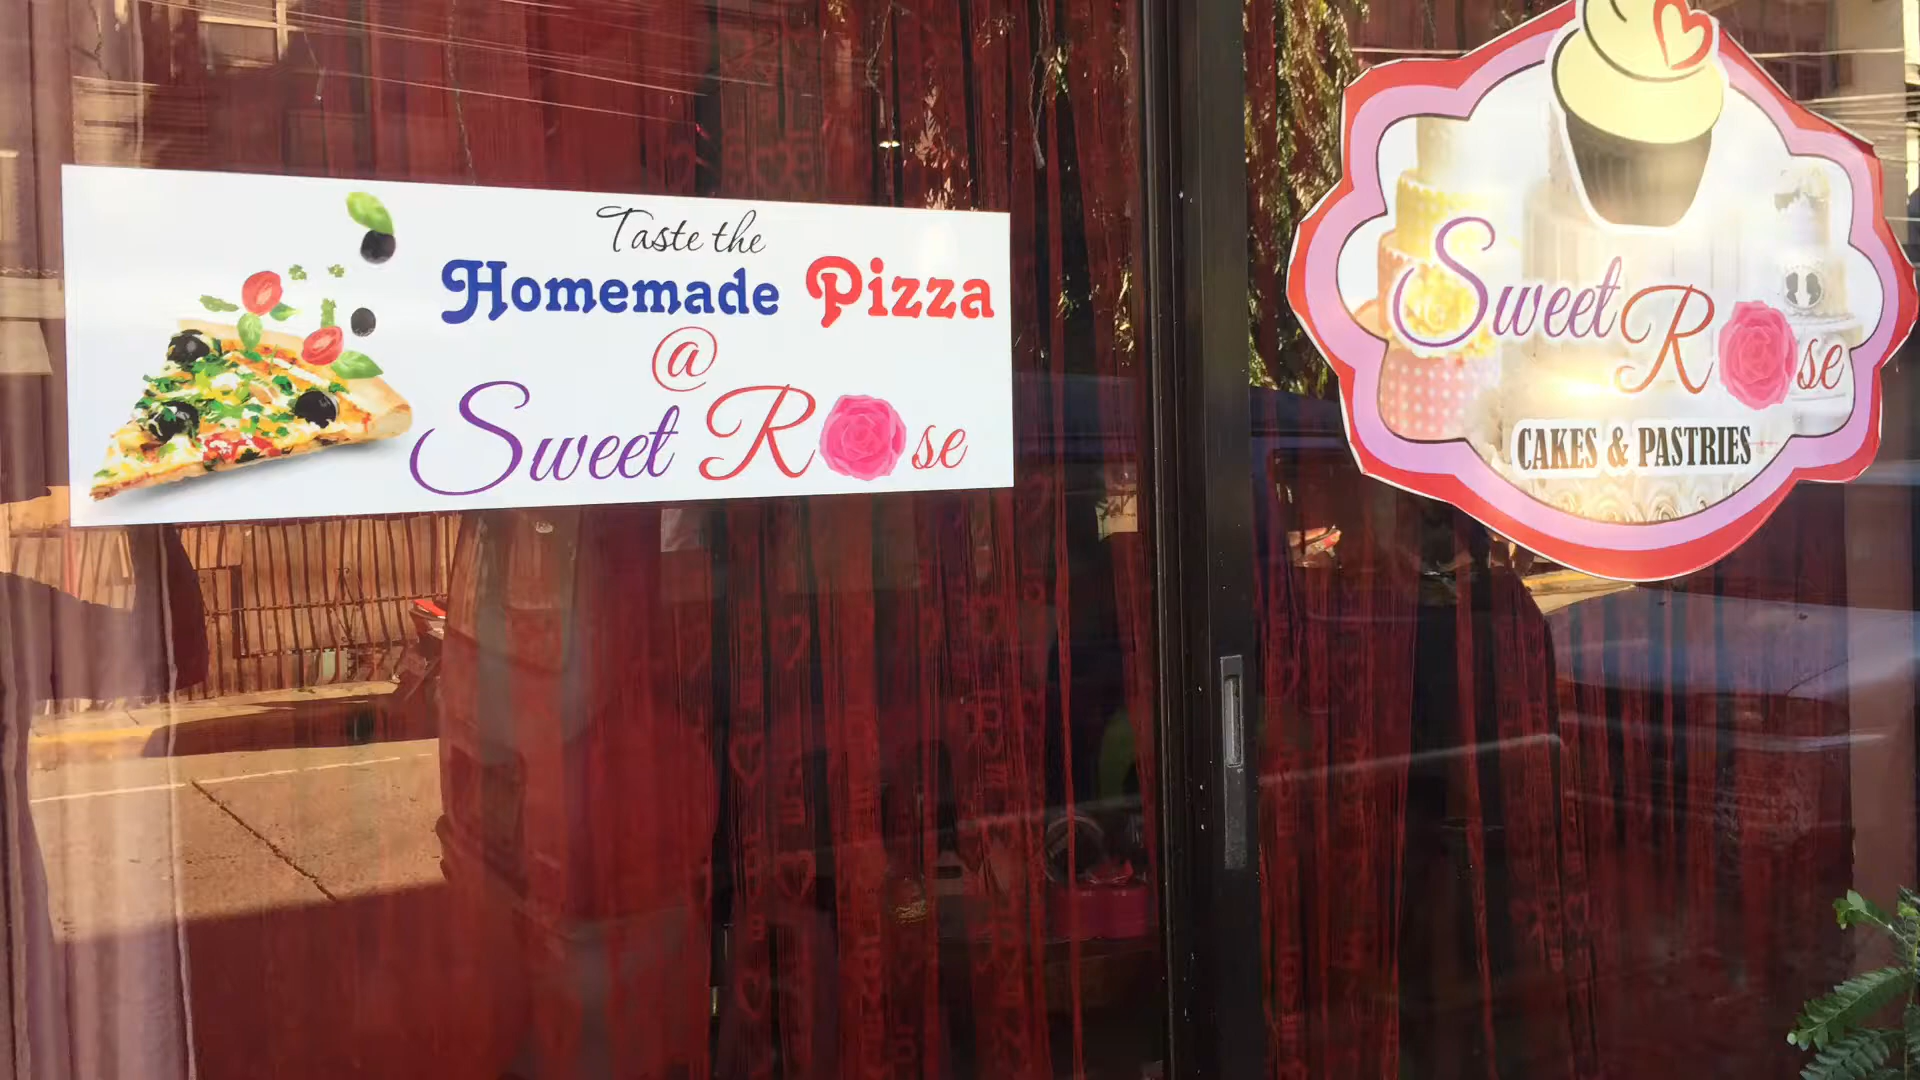 Taste the
Homemade Pizza
@
Sweet Rose
Sweet Rose
CAKES & PASTRIES